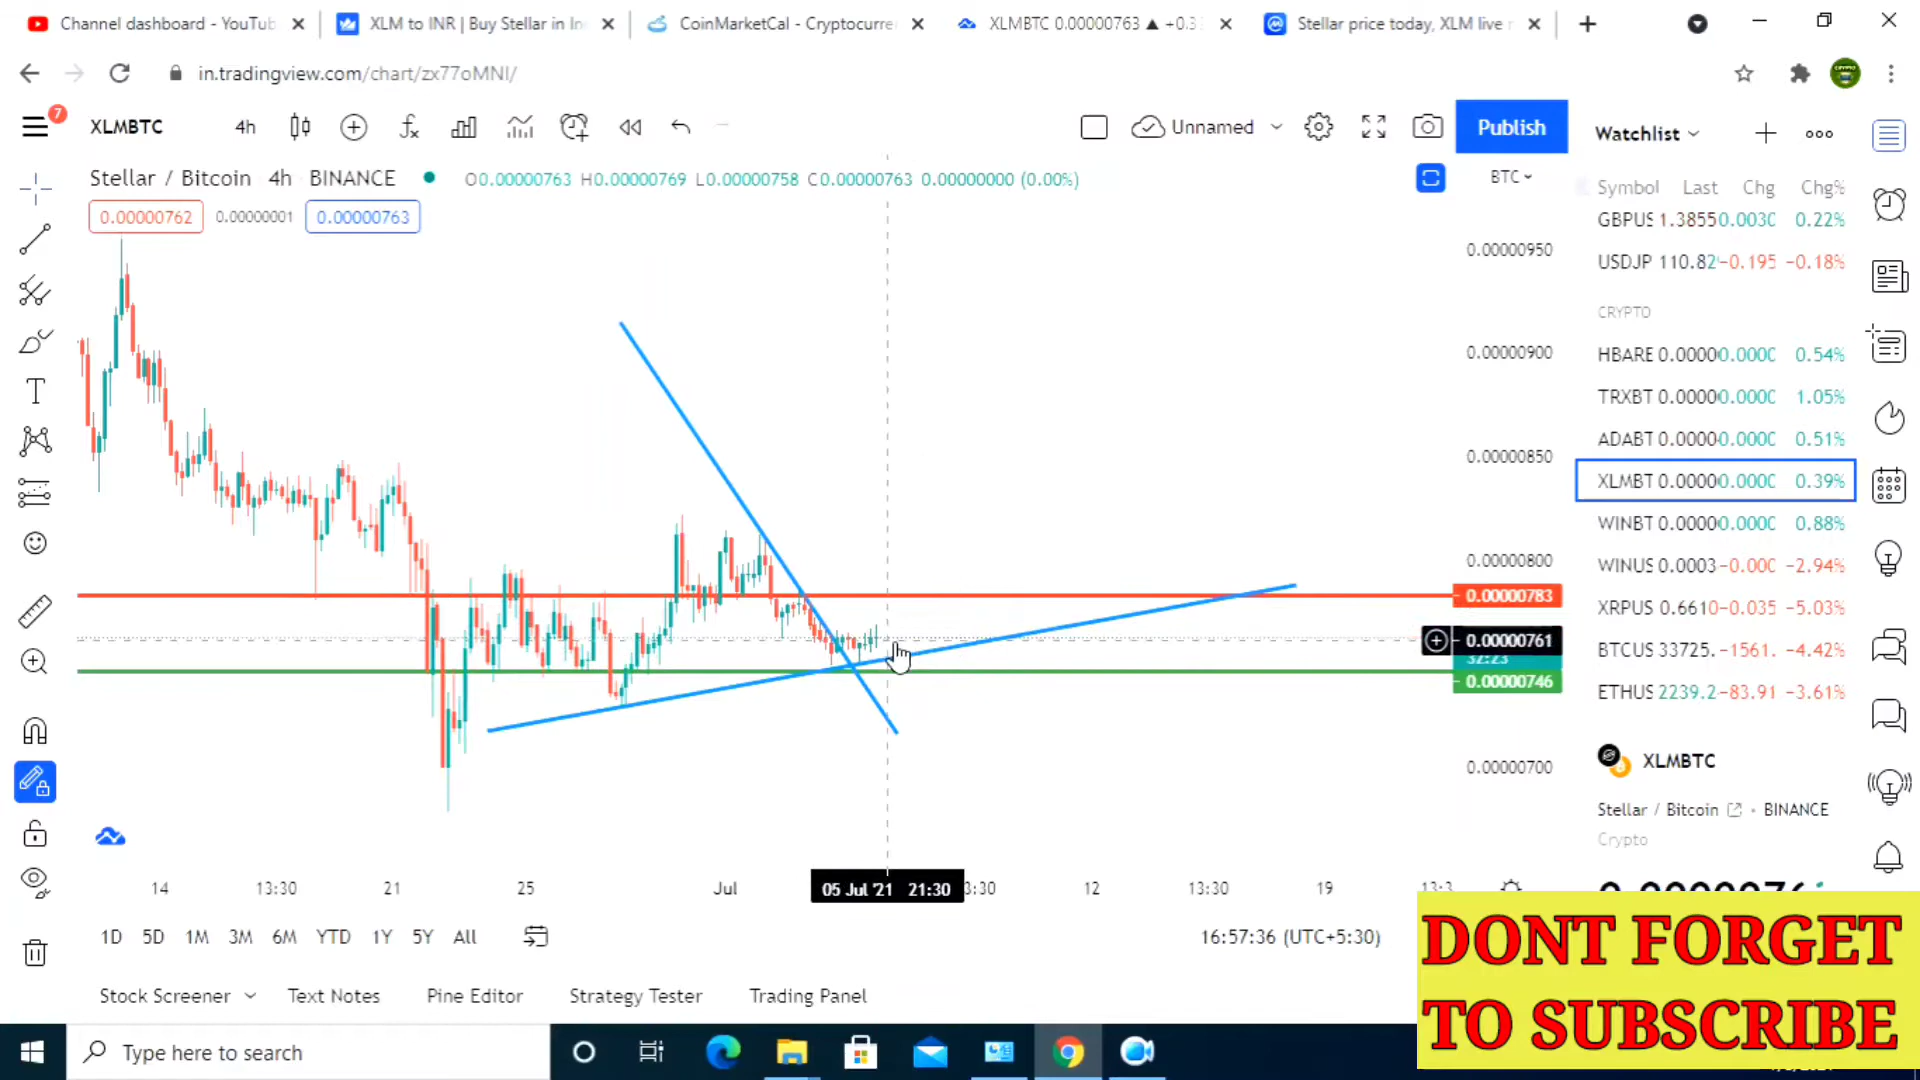 Channel dashboard - YouTub
XLM to INR | Buy Stellar in In
CoinMarketCal - Cryptocurre
XLMBTC 0.00000763 ▲ +0.3
Stellar price today, XLM live
in.tradingview.com/chart/zx77oMNI/
7
XLMBTC 4h
Unnamed
Publish
Watchlist
Stellar / Bitcoin 4h BINANCE
O0.00000763 H0.00000769 L0.00000758 C0.00000763 0.00000000 (0.00%)
BTC
0.00000762 0.00000001 0.00000763
Symbol Last Chg Chg%
GBPUS 1.3855 0.0030 0.22%
USDJP 110.82 -0.195 -0.18%
CRYPTO
HBARE 0.0000 0.000C 0.54%
TRXBT 0.0000 0.000C 1.05%
ADABT 0.0000 0.000C 0.51%
XLMBT 0.0000 0.0000 0.39%
WINBT 0.0000 0.000C 0.88%
WINUS 0.0003 -0.000 -2.94%
XRPUS 0.6610 -0.035 -5.03%
BTCUS 33725. -1561. -4.42%
ETHUS 2239.2 -83.91 -3.61%
0.00000950
0.00000900
0.00000850
0.00000800
0.00000783
0.00000761
32:23
0.00000746
0.00000700
XLMBTC
Stellar / Bitcoin • BINANCE
Crypto
14 13:30 21 25 Jul 05 Jul '21 21:30 3:30 12 13:30 19 13:3
1D 5D 1M 3M 6M YTD 1Y 5Y All
16:57:36 (UTC+5:30)
Stock Screener Text Notes Pine Editor Strategy Tester Trading Panel
DONT FORGET
TO SUBSCRIBE
Type here to search